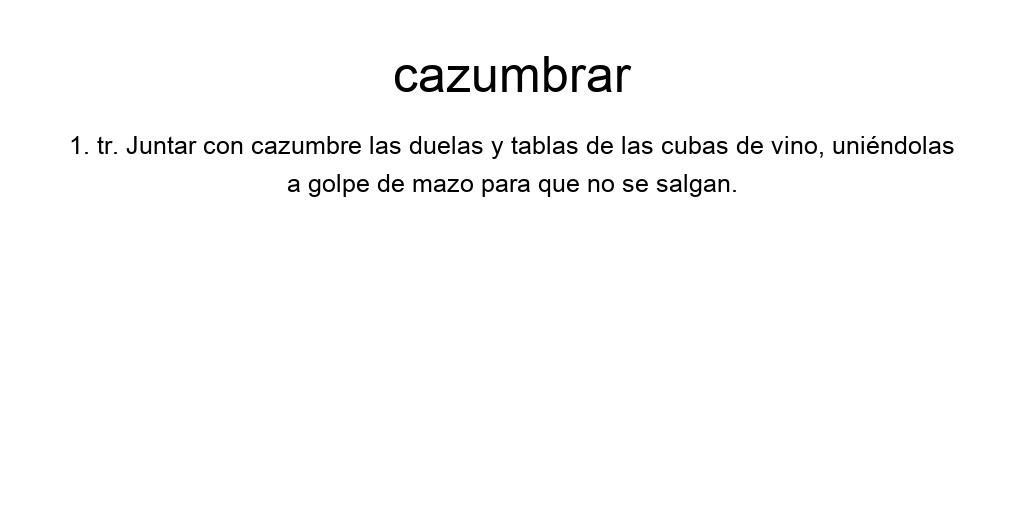 cazumbrar
1. tr. Juntar con cazumbre las duelas y tablas de las cubas de vino, uniéndolas
a golpe de mazo para que no se salgan.